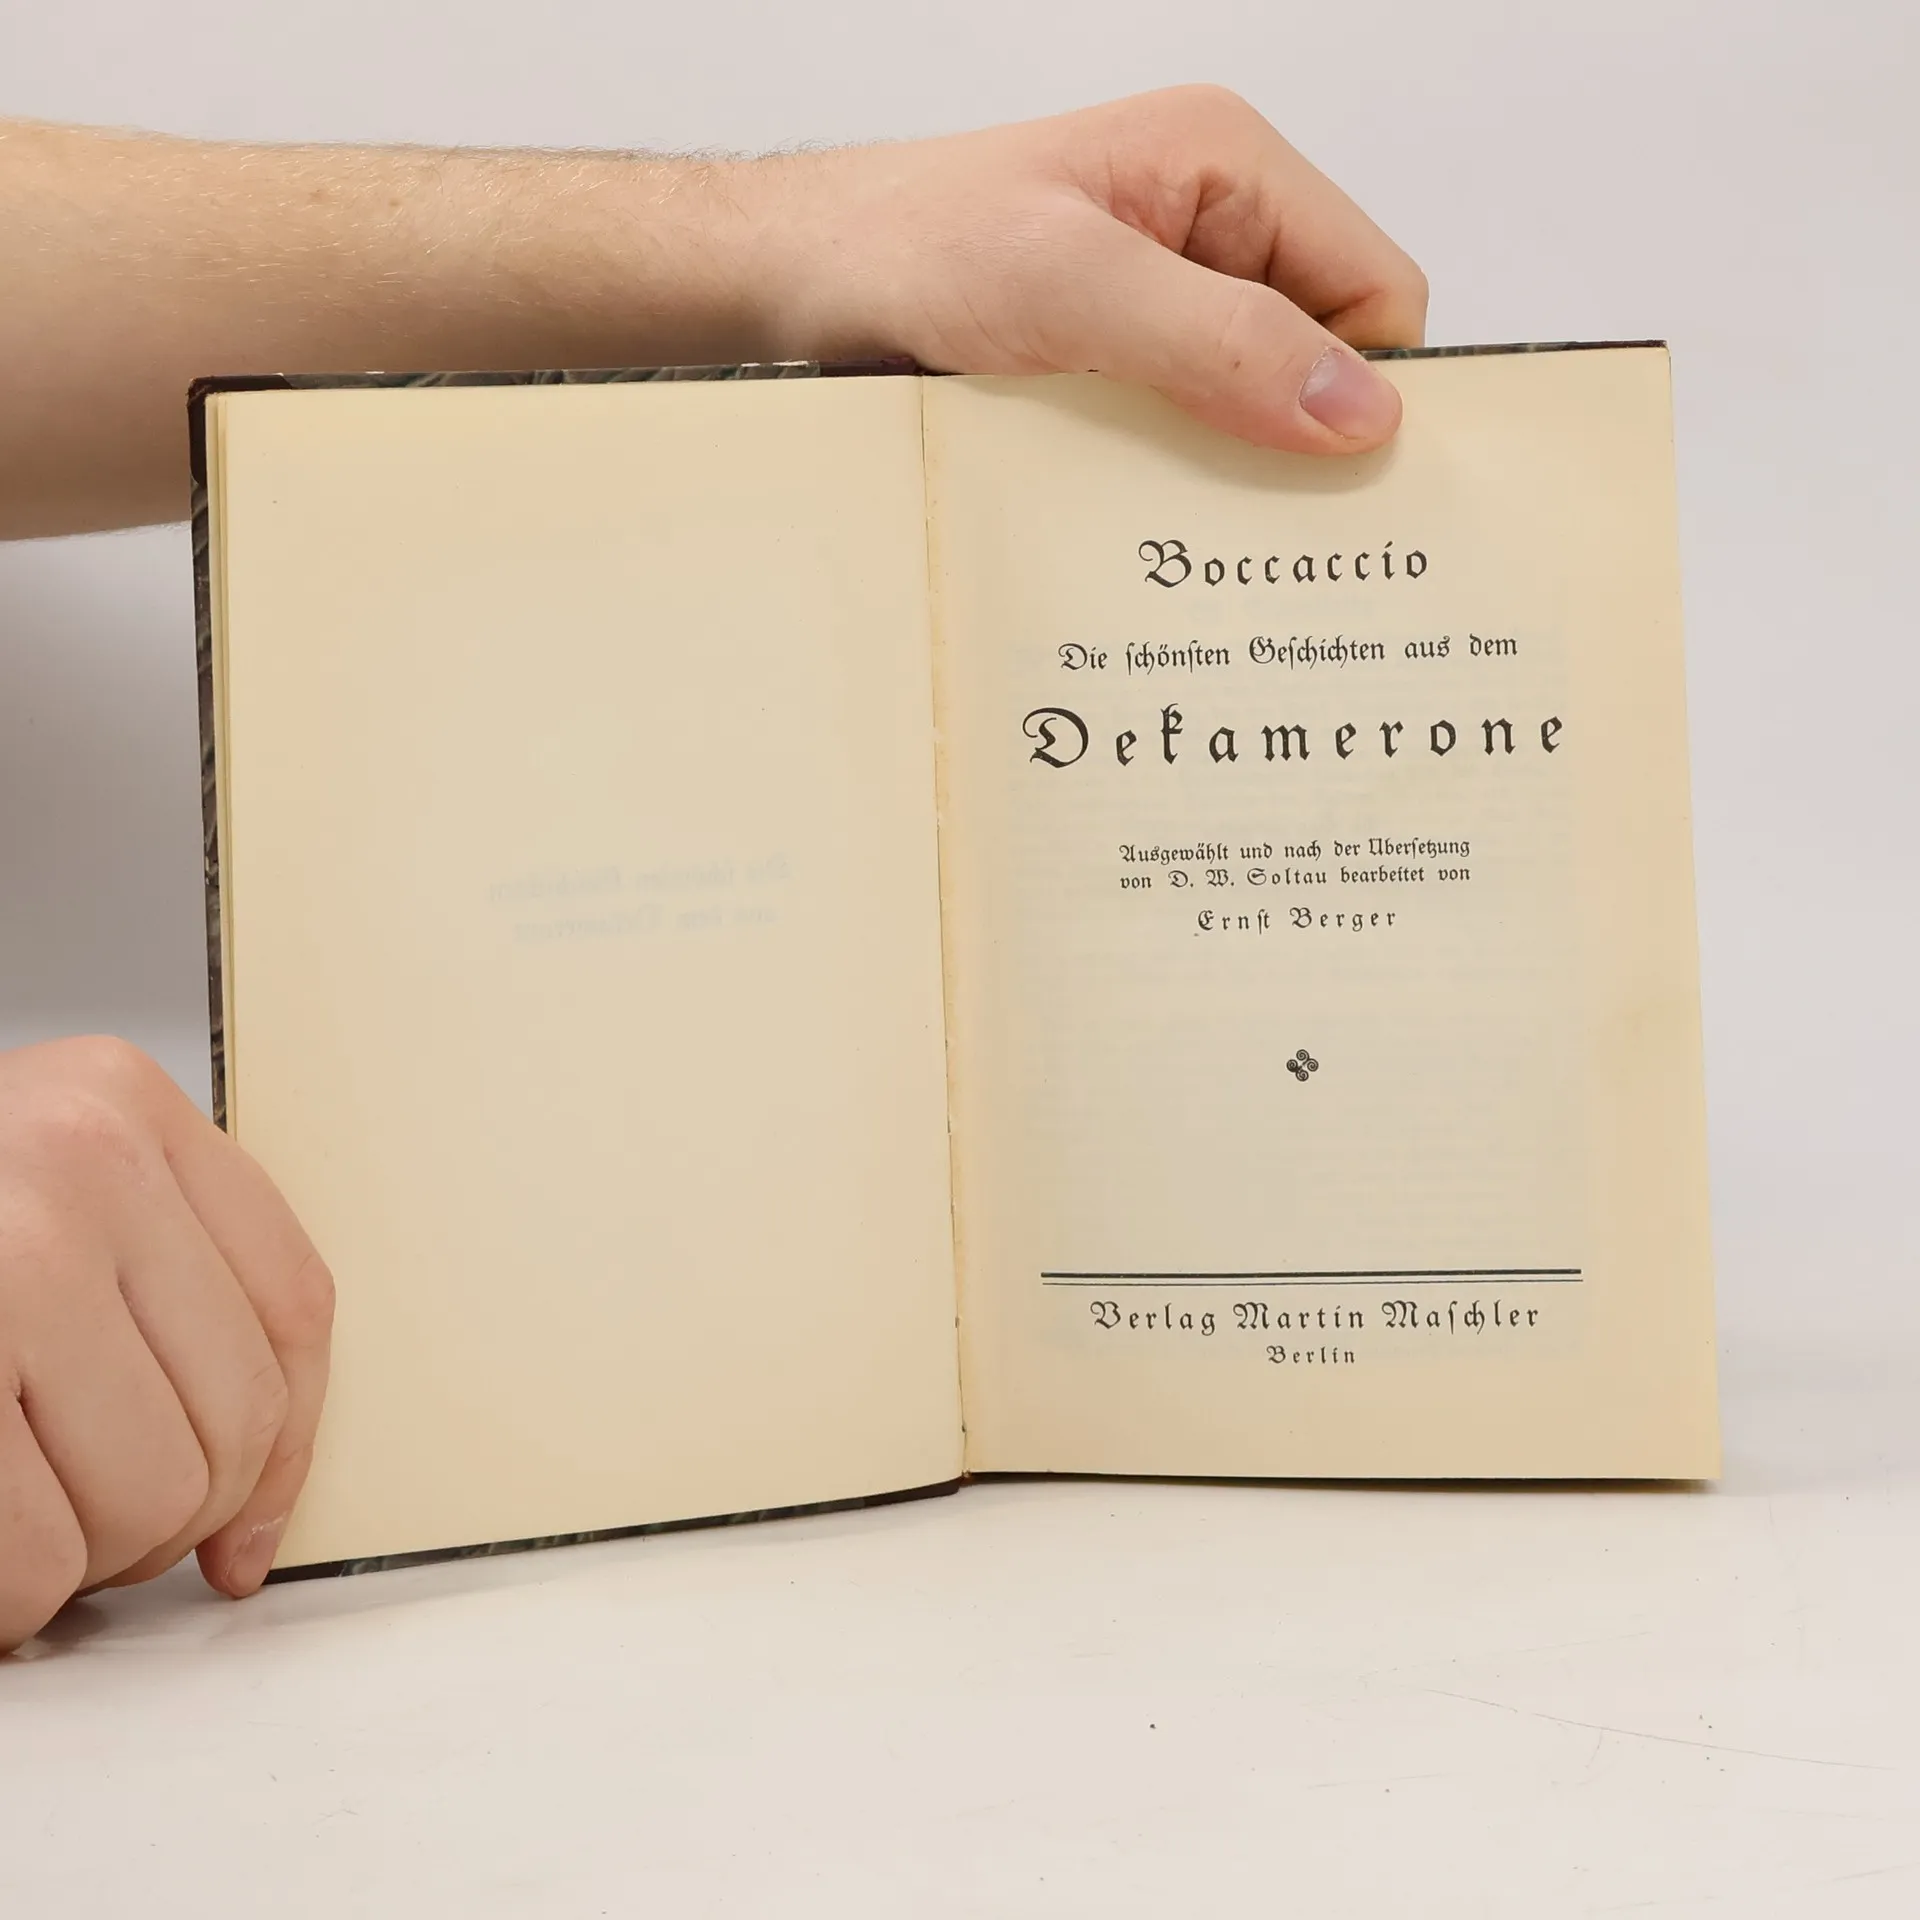 Boccaccio
Die ſchönſten Geſchichten aus dem
Dekamerone
Ausgewählt und nach der Überſetzung
von D. W. Soltau bearbeitet von
Ernſt Berger
Verlag Martin Maſchler
Berlin